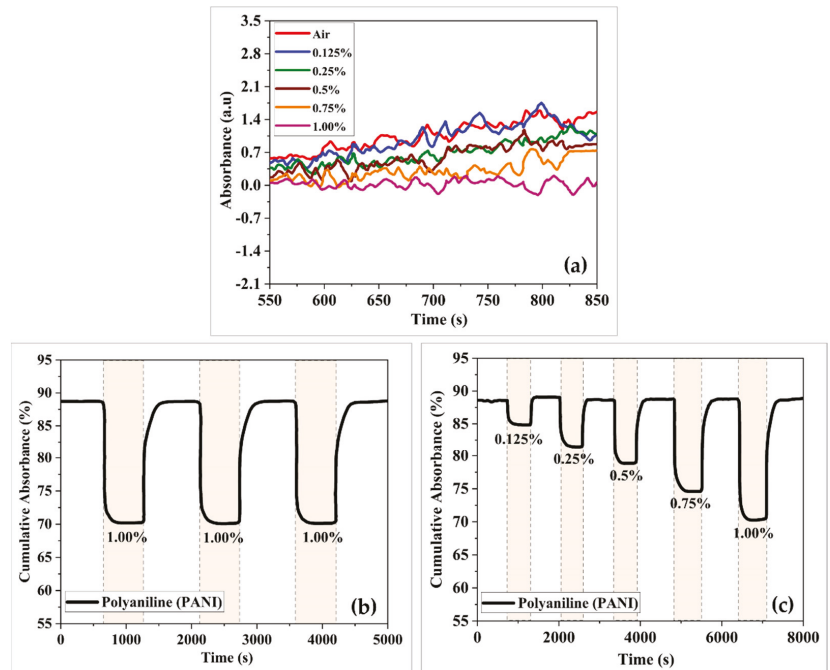 3.5
2.8
2.1
1.4
0.7
0.0
-0.7
-1.4
-2.1
Absorbance (a.u)
Air
0.125%
0.25%
0.5%
0.75%
1.00%
(a)
550 600 650 700 750 800 850
Time (s)
95
90
85
80
75
70
65
60
55
Cumulative Absorbance (%)
1.00% 1.00% 1.00%
Polyaniline (PANI)
(b)
0 1000 2000 3000 4000 5000
Time (s)
95
90
85
80
75
70
65
60
55
Cumulative Absorbance (%)
0.125%
0.25%
0.5%
0.75%
1.00%
Polyaniline (PANI)
(c)
0 2000 4000 6000 8000
Time (s)